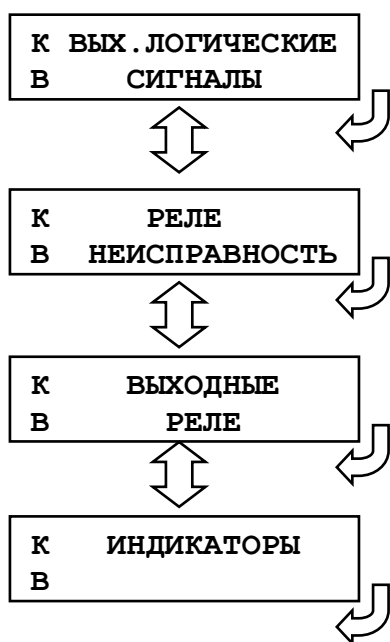 К ВЫХ.ЛОГИЧЕСКИЕ
В СИГНАЛЫ
К РЕЛЕ
В НЕИСПРАВНОСТЬ
К ВЫХОДНЫЕ
В РЕЛЕ
К ИНДИКАТОРЫ
В